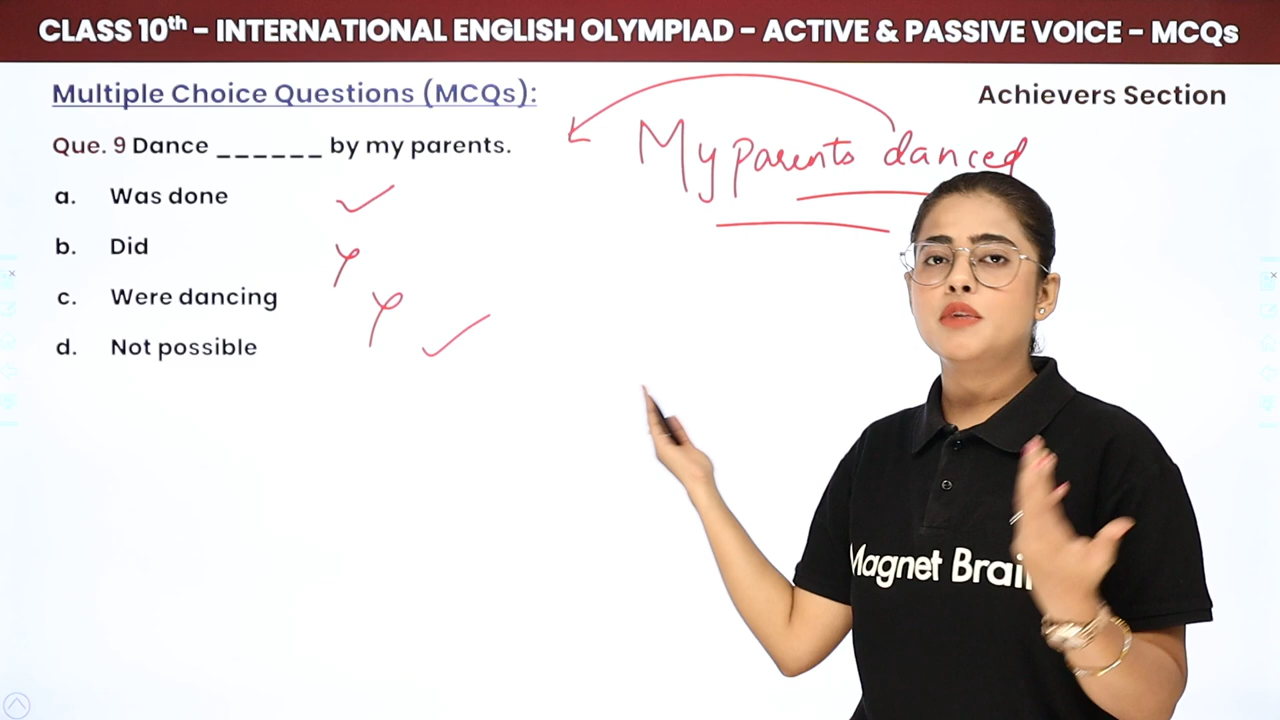 CLASS 10th – INTERNATIONAL ENGLISH OLYMPIAD – ACTIVE & PASSIVE VOICE – MCQs
Multiple Choice Questions (MCQs):
Achievers Section
Que. 9 Dance ______ by my parents.
My parents danced
a. Was done
b. Did
c. Were dancing
d. Not possible
Magnet Brai